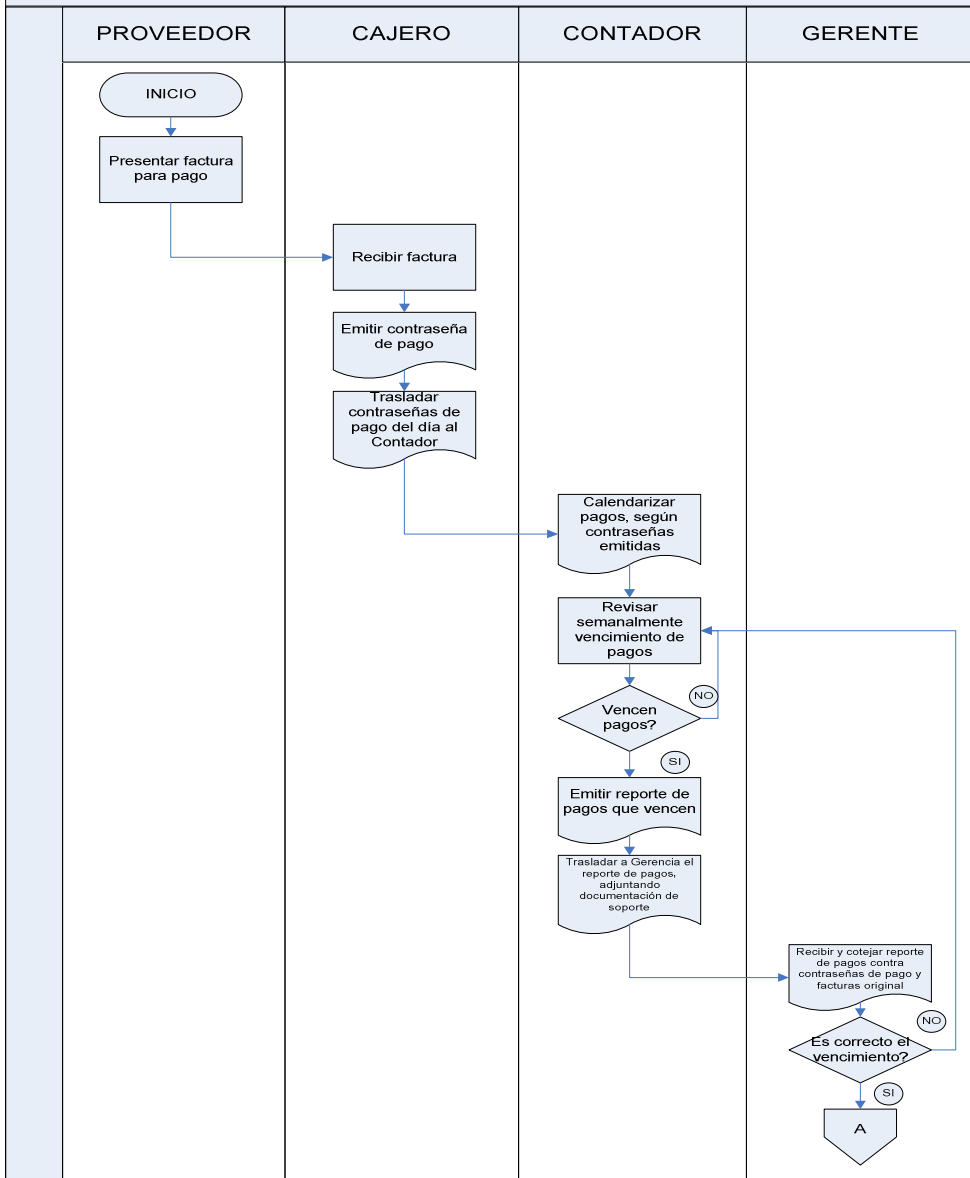 PROVEEDOR
CAJERO
CONTADOR
GERENTE
INICIO
Presentar factura
para pago
Recibir factura
Emitir contraseña
de pago
Trasladar
contraseñas de
pago del día al
Contador
Calendarizar
pagos, según
contraseñas
emitidas
Revisar
semanalmente
vencimiento de
pagos
Vencen
pagos?
NO
SI
Emitir reporte de
pagos que vencen
Trasladar a Gerencia el
reporte de pagos,
adjuntando
documentación de
soporte
Recibir y cotejar reporte
de pagos contra
contraseñas de pago y
facturas original
Es correcto el
vencimiento?
NO
SI
A